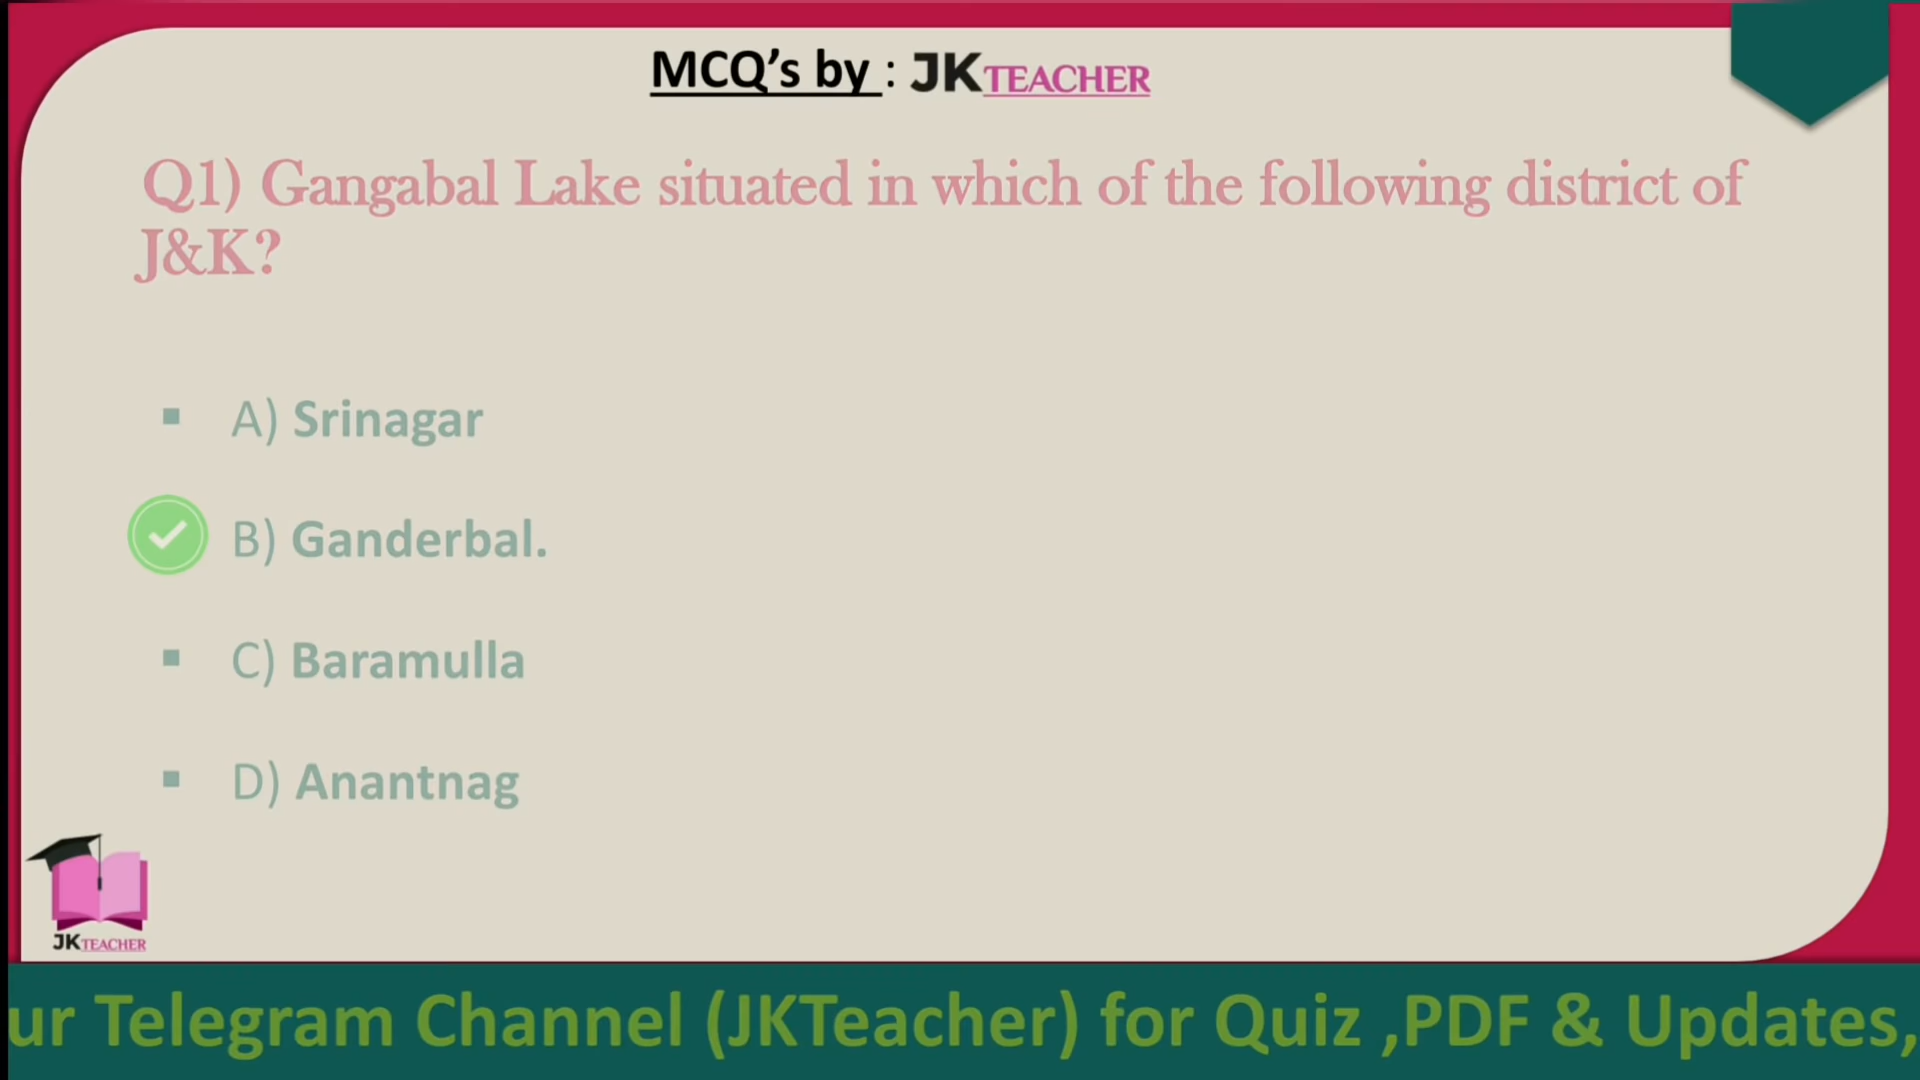 MCQ’s by : JKTEACHER
Q1) Gangabal Lake situated in which of the following district of
J&K?
▪ A) Srinagar
B) Ganderbal.
▪ C) Baramulla
▪ D) Anantnag
JKTEACHER
ur Telegram Channel (JKTeacher) for Quiz ,PDF & Updates,